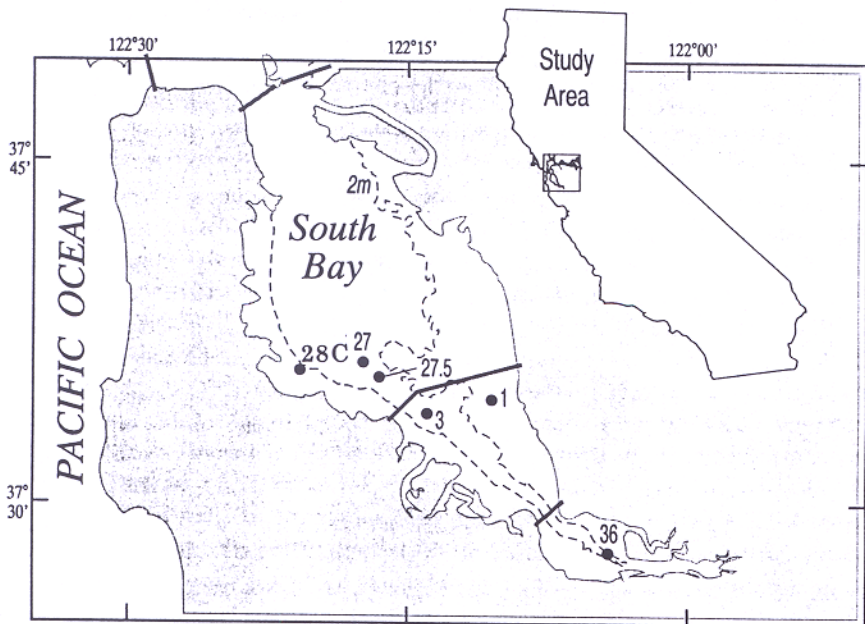 122°30'
122°15'
122°00'
Study
Area
37°
45'
2m
South
Bay
PACIFIC OCEAN
28C
27
27.5
1
3
37°
30'
36